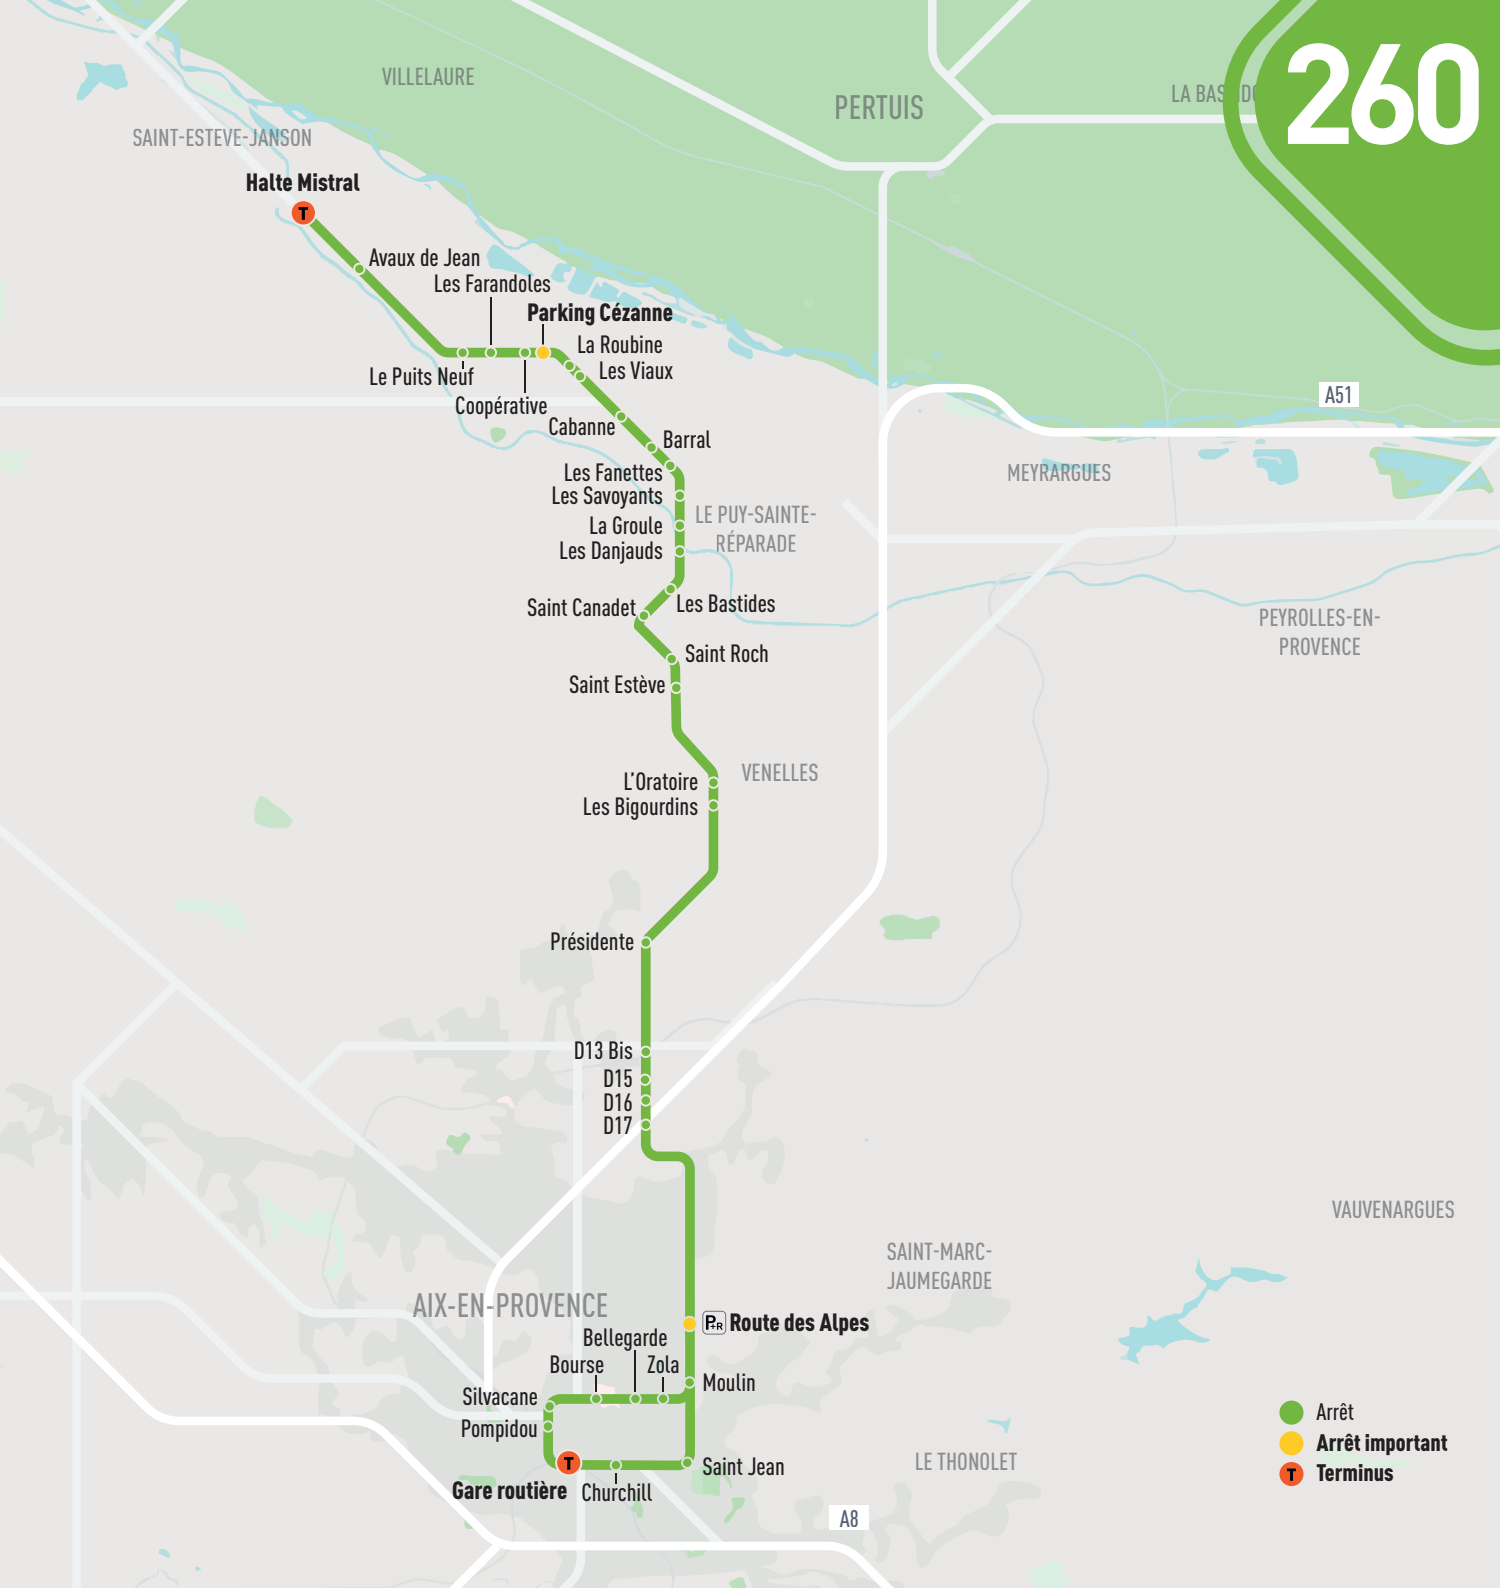 260
VILLELAURE
PERTUIS
SAINT-ESTEVE-JANSON
Halte Mistral
Avaux de Jean
Les Farandoles
Parking Cézanne
La Roubine
Les Viaux
Le Puits Neuf
Coopérative
Cabanne
Barral
A51
MEYRARGUES
Les Fanettes
Les Savoyants
La Groule
Les Danjauds
LE PUY-SAINTE-
RÉPARADE
Les Bastides
Saint Canadet
PEYROLLES-EN-
PROVENCE
Saint Roch
Saint Estève
VENELLES
L'Oratoire
Les Bigourdins
Présidente
D13 Bis
D15
D16
D17
VAUVENARGUES
SAINT-MARC-
JAUMEGARDE
AIX-EN-PROVENCE
P+R Route des Alpes
Bellegarde
Bourse
Zola
Moulin
Silvacane
Pompidou
T
Gare routière
Churchill
Saint Jean
LE THONOLET
A8
Arrêt
Arrêt important
T Terminus
T